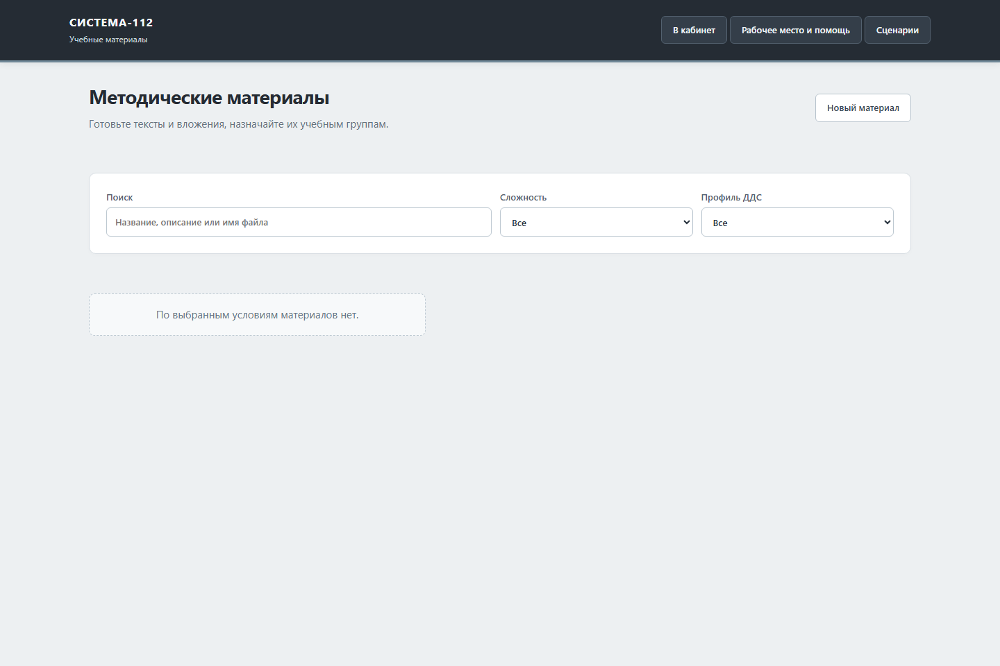 СИСТЕМА-112
Учебные материалы
В кабинет
Рабочее место и помощь
Сценарии
Методические материалы
Готовьте тексты и вложения, назначайте их учебным группам.
Новый материал
Поиск
Название, описание или имя файла
Сложность
Все
Профиль ДДС
Все
По выбранным условиям материалов нет.